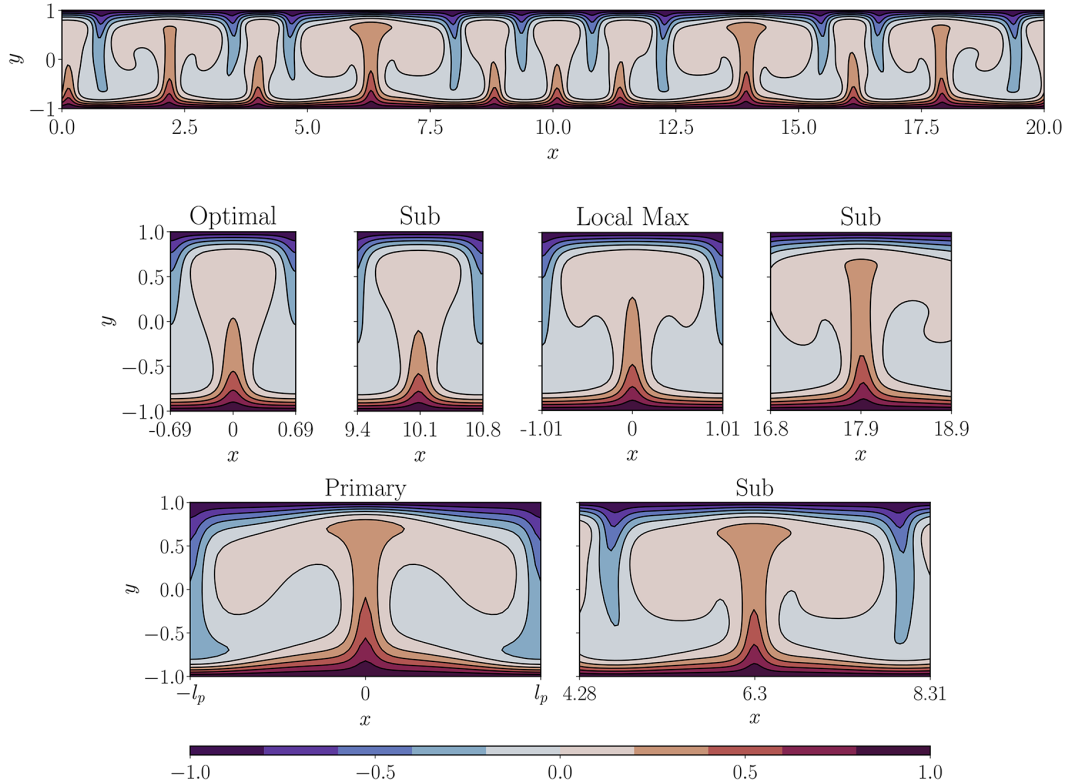 1
0
−1
y
0.0 2.5 5.0 7.5 10.0 12.5 15.0 17.5 20.0
x
Optimal Sub Local Max Sub
1.0
0.5
0.0
−0.5
−1.0
y
-0.69 0 0.69 9.4 10.1 10.8 -1.01 0 1.01 16.8 17.9 18.9
x x x x
Primary Sub
1.0
0.5
0.0
−0.5
−1.0
y
−lₚ 0 lₚ 4.28 6.3 8.31
x x
−1.0 −0.5 0.0 0.5 1.0